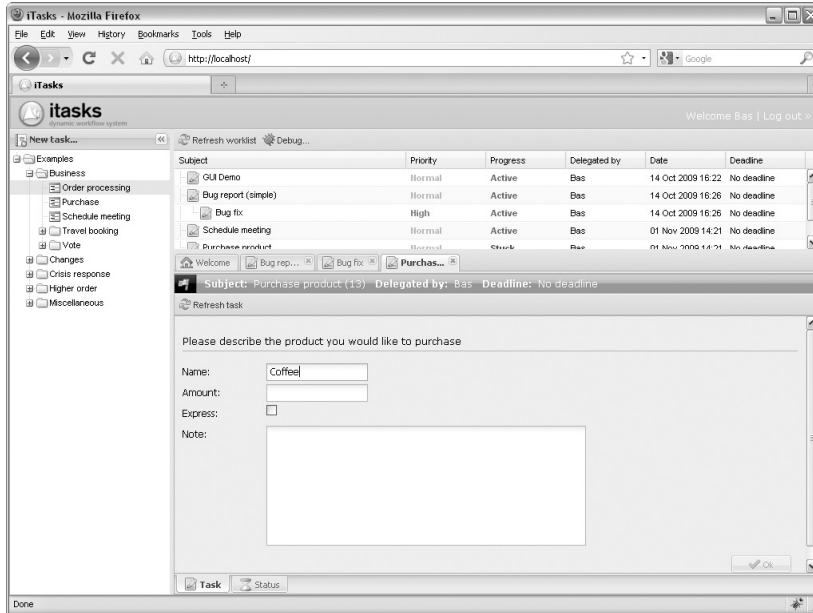 iTasks - Mozilla Firefox
File Edit View History Bookmarks Tools Help
http://localhost/
Google
iTasks
itasks
dynamic workflow system
Welcome Bas | Log out »
New task...
Refresh worklist Debug...
Examples
Business
Order processing
Purchase
Schedule meeting
Travel booking
Vote
Changes
Crisis response
Higher order
Miscellaneous
Subject Priority Progress Delegated by Date Deadline
GUI Demo Normal Active Bas 14 Oct 2009 16:22 No deadline
Bug report (simple) Normal Active Bas 14 Oct 2009 16:26 No deadline
Bug fix High Active Bas 14 Oct 2009 16:26 No deadline
Schedule meeting Normal Active Bas 01 Nov 2009 14:21 No deadline
Purchase product Normal Stuck Bas 01 Nov 2009 14:21 No deadline
Welcome Bug rep... Bug fix Purchas...
Subject: Purchase product (13) Delegated by: Bas Deadline: No deadline
Refresh task
Please describe the product you would like to purchase
Name: Coffee
Amount:
Express:
Note:
Ok
Task Status
Done